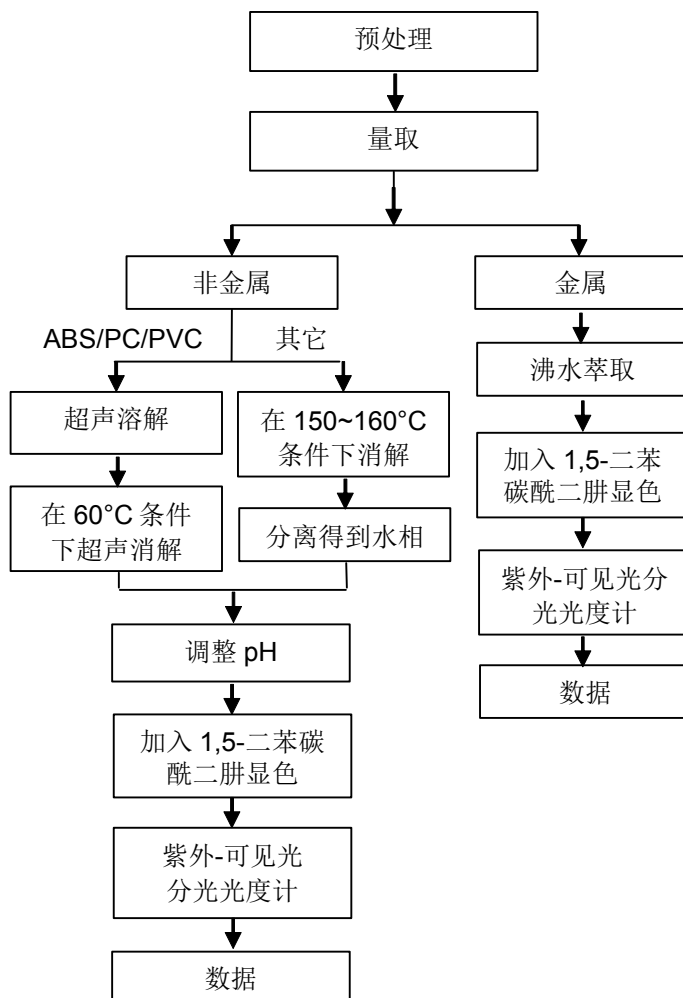 预处理
量取
非金属
金属
ABS/PC/PVC
其它
沸水萃取
超声溶解
在 150~160°C
条件下消解
加入 1,5-二苯
碳酰二肼显色
在 60°C 条件
下超声消解
分离得到水相
紫外-可见光分
光光度计
调整 pH
数据
加入 1,5-二苯碳
酰二肼显色
紫外-可见光
分光光度计
数据